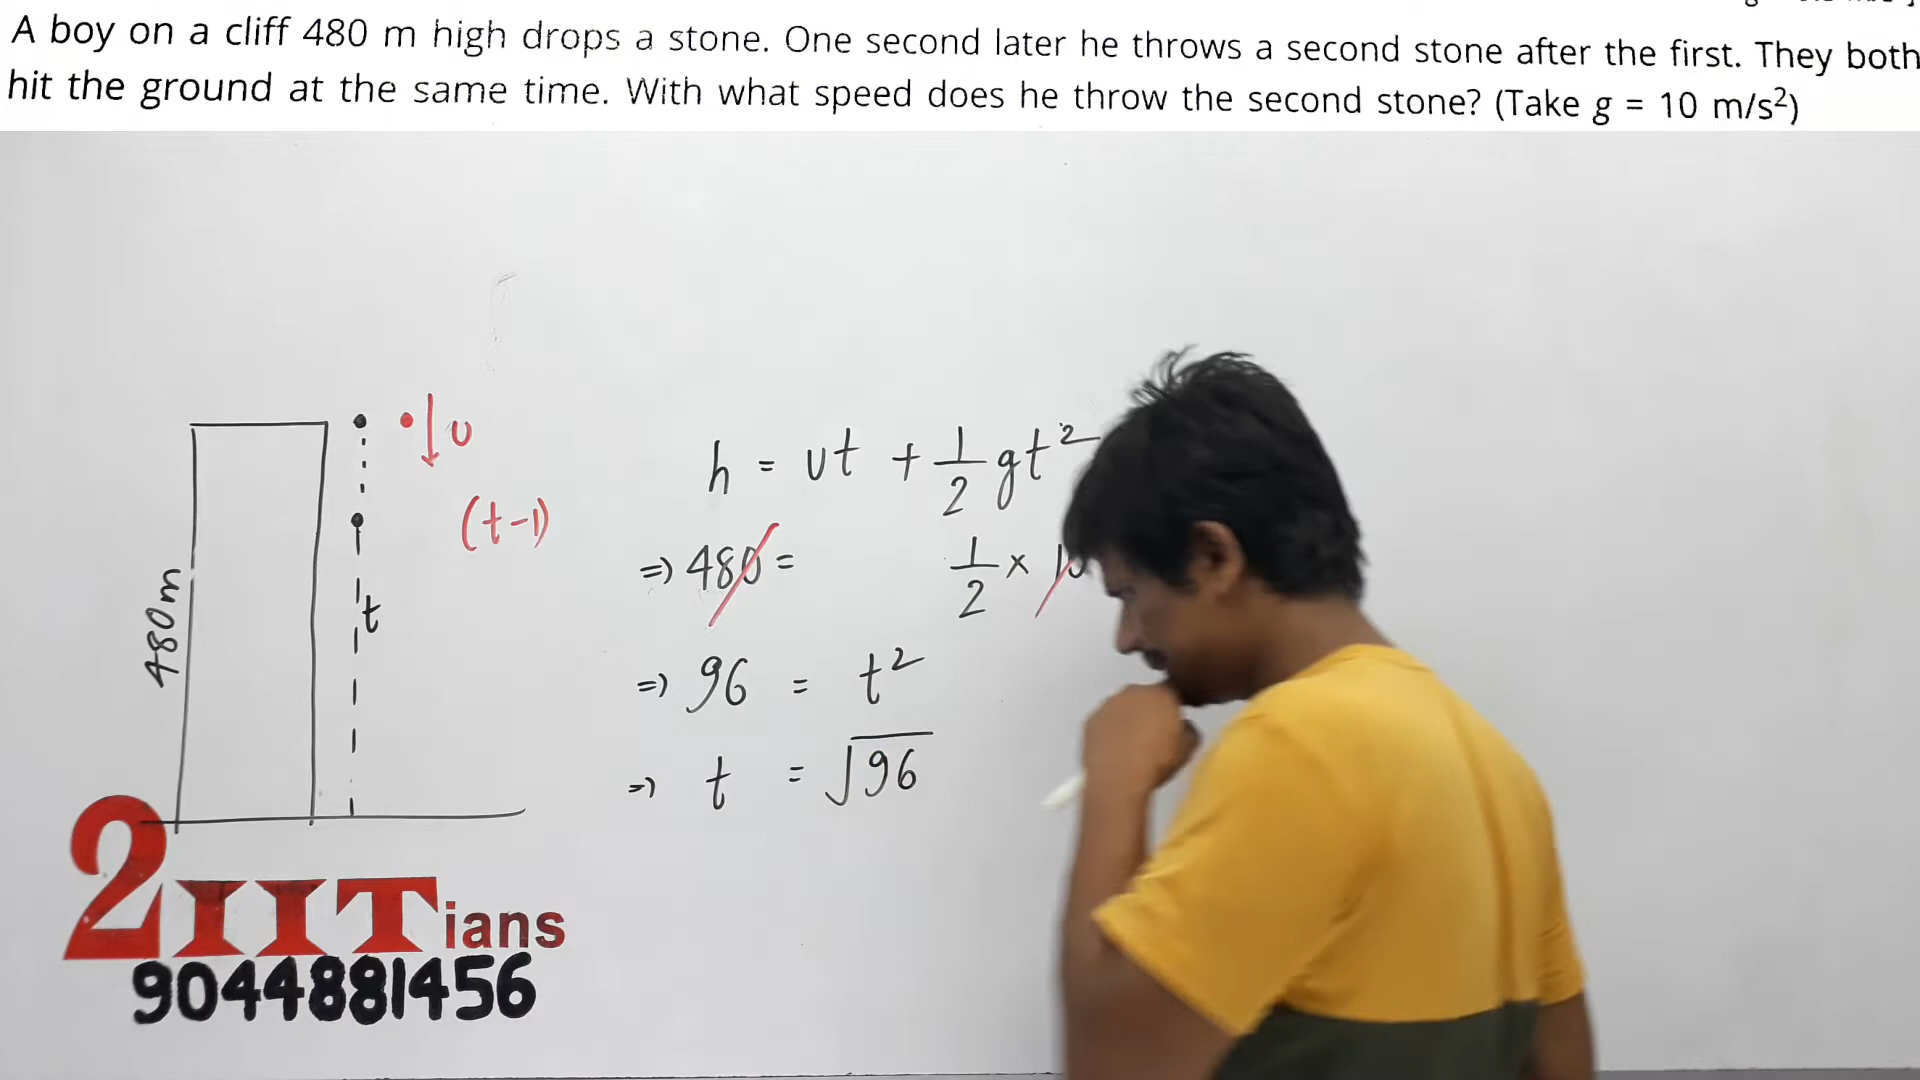 A boy on a cliff 480 m high drops a stone. One second later he throws a second stone after the first. They both
hit the ground at the same time. With what speed does he throw the second stone? (Take g = 10 m/s²)
u
(t-1)
480m
t
h = ut + 1/2 gt²
⇒ 480 = 1/2 × 10
⇒ 96 = t²
⇒ t = √96
2IITians
9044881456